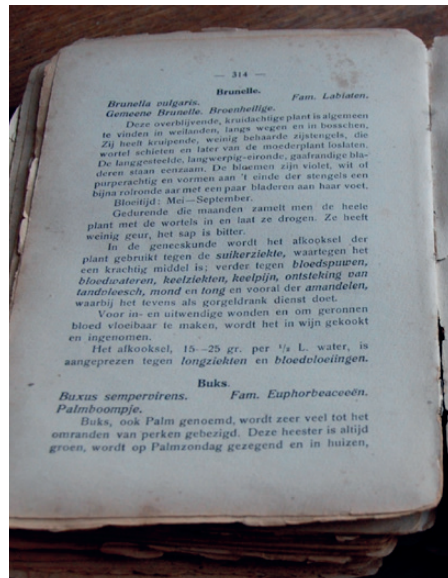 — 314 —
Brunelle.
Brunella vulgaris. Fam. Labiaten.
Gemeene Brunelle. Broenheilige.
Deze overblijvende, kruidachtige plant is algemeen
te vinden in weilanden, langs wegen en in bosschen.
Zij heeft kruipende, weinig behaarde zijstengels, die
wortel schieten en later van de moederplant loslaten.
De langgesteelde, langwerpig-eironde, gaafrandige bla-
deren staan eenzaam. De bloemen zijn violet, wit of
purperachtig en vormen aan 't einde der stengels een
bijna rolronde aar met een paar bladeren aan haar voet.
Bloeitijd: Mei—September.
Gedurende die maanden zamelt men de heele
plant met de wortels in en laat ze drogen. Ze heeft
weinig geur, het sap is bitter.
In de geneeskunde wordt het afkooksel der
plant gebruikt tegen de suikerziekte, waartegen het
een krachtig middel is; verder tegen bloedspuwen,
bloedwateren, keelziekten, keelpijn, ontsteking van
tandvleesch, mond en tong en vooral der amandelen,
waarbij het tevens als gorgeldrank dienst doet.
Voor in- en uitwendige wonden en om geronnen
bloed vloeibaar te maken, wordt het in wijn gekookt
en ingenomen.
Het afkooksel, 15—25 gr. per ½ L. water, is
aangeprezen tegen longziekten en bloedvloeiingen.
Buks.
Buxus sempervirens. Fam. Euphorbeaceeën.
Palmboompje.
Buks, ook Palm genoemd, wordt zeer veel tot het
omranden van perken gebezigd. Deze heester is altijd
groen, wordt op Palmzondag gezegend en in huizen,